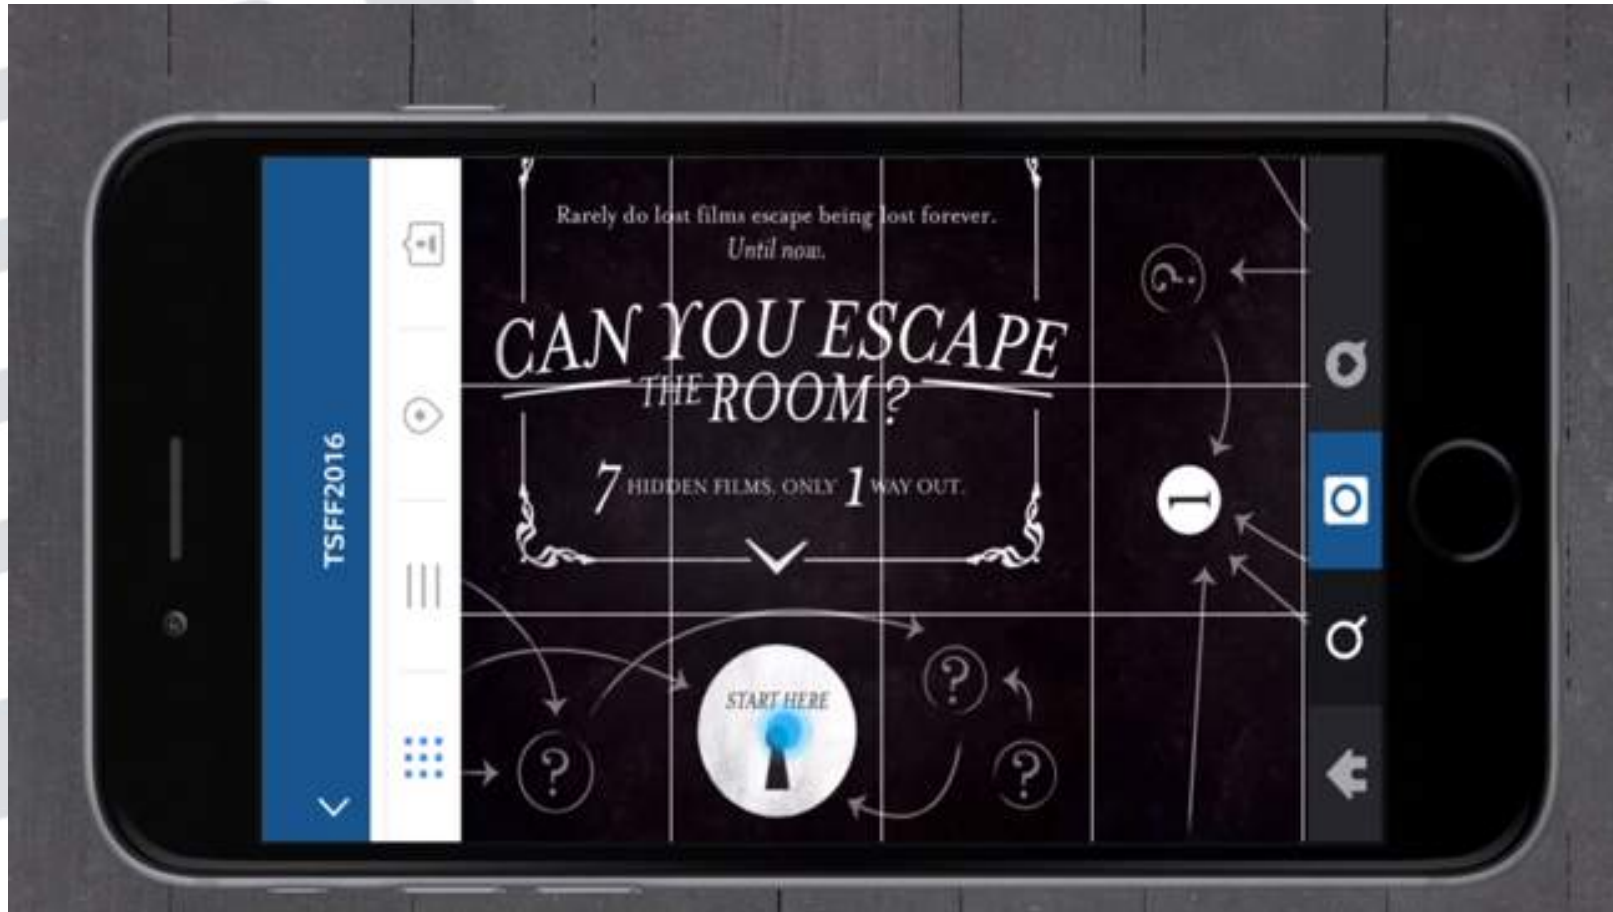 TSFF2016
Rarely do lost films escape being lost forever.
Until now.
CAN YOU ESCAPE
THE ROOM?
7 HIDDEN FILMS. ONLY 1 WAY OUT.
START HERE
?
?
?
?
1